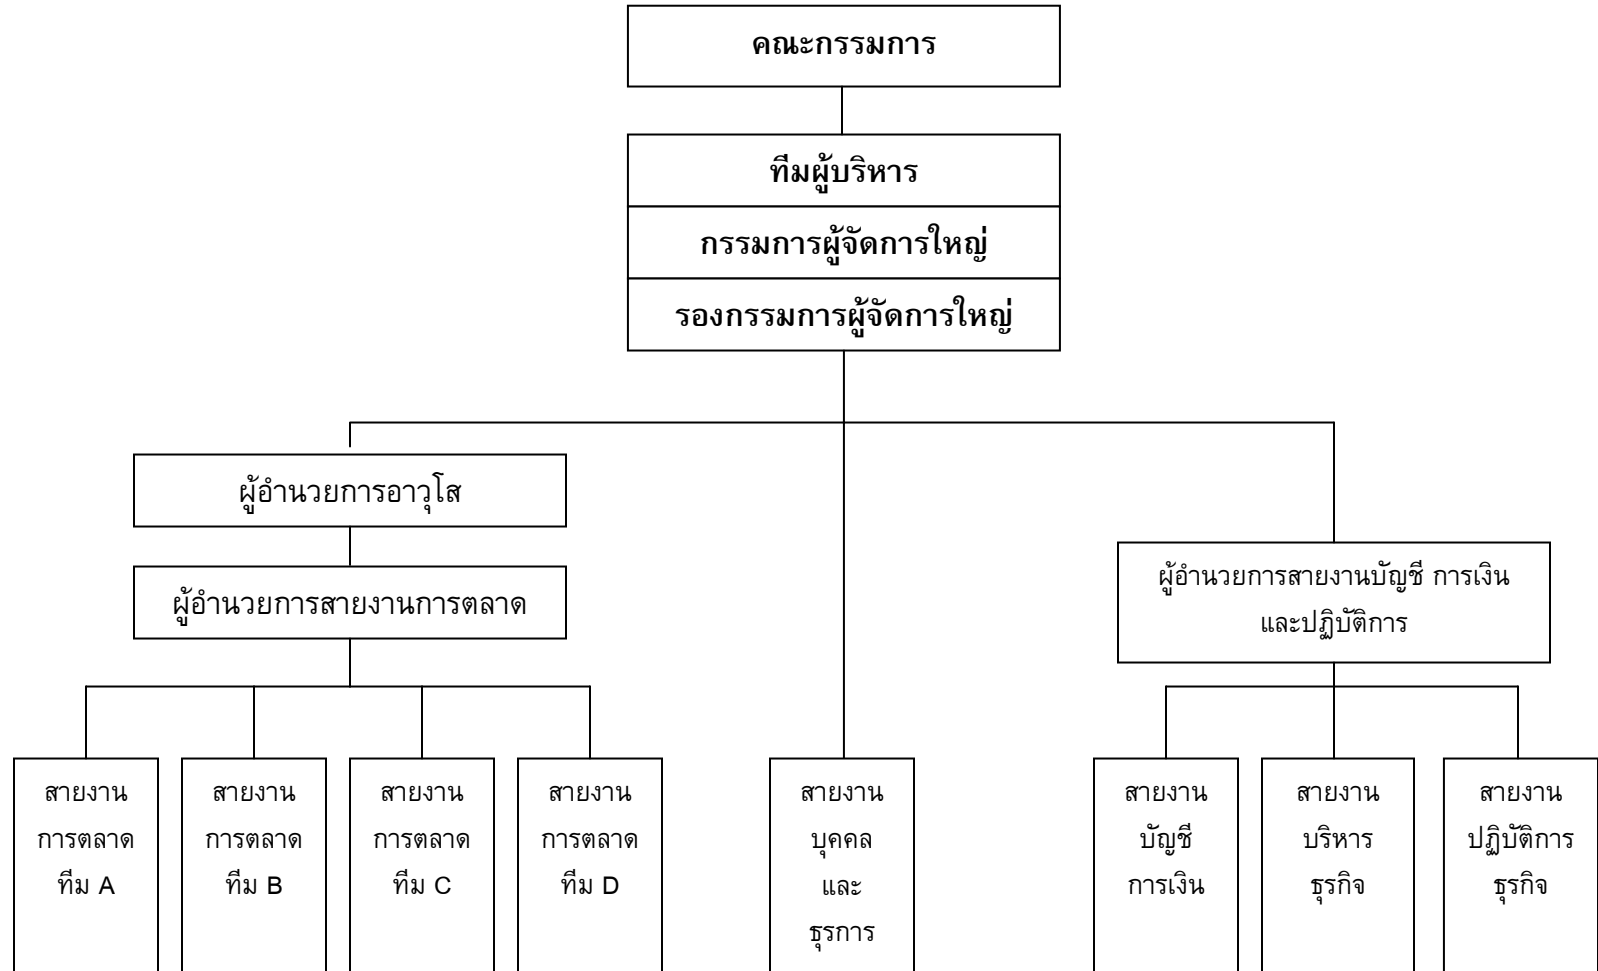 คณะกรรมการ
ทีมผู้บริหาร
กรรมการผู้จัดการใหญ่
รองกรรมการผู้จัดการใหญ่
ผู้อำนวยการอาวุโส
ผู้อำนวยการสายงานการตลาด
ผู้อำนวยการสายงานบัญชี การเงิน
และปฏิบัติการ
สายงาน
การตลาด
ทีม A
สายงาน
การตลาด
ทีม B
สายงาน
การตลาด
ทีม C
สายงาน
การตลาด
ทีม D
สายงาน
บุคคล
และ
ธุรการ
สายงาน
บัญชี
การเงิน
สายงาน
บริหาร
ธุรกิจ
สายงาน
ปฏิบัติการ
ธุรกิจ